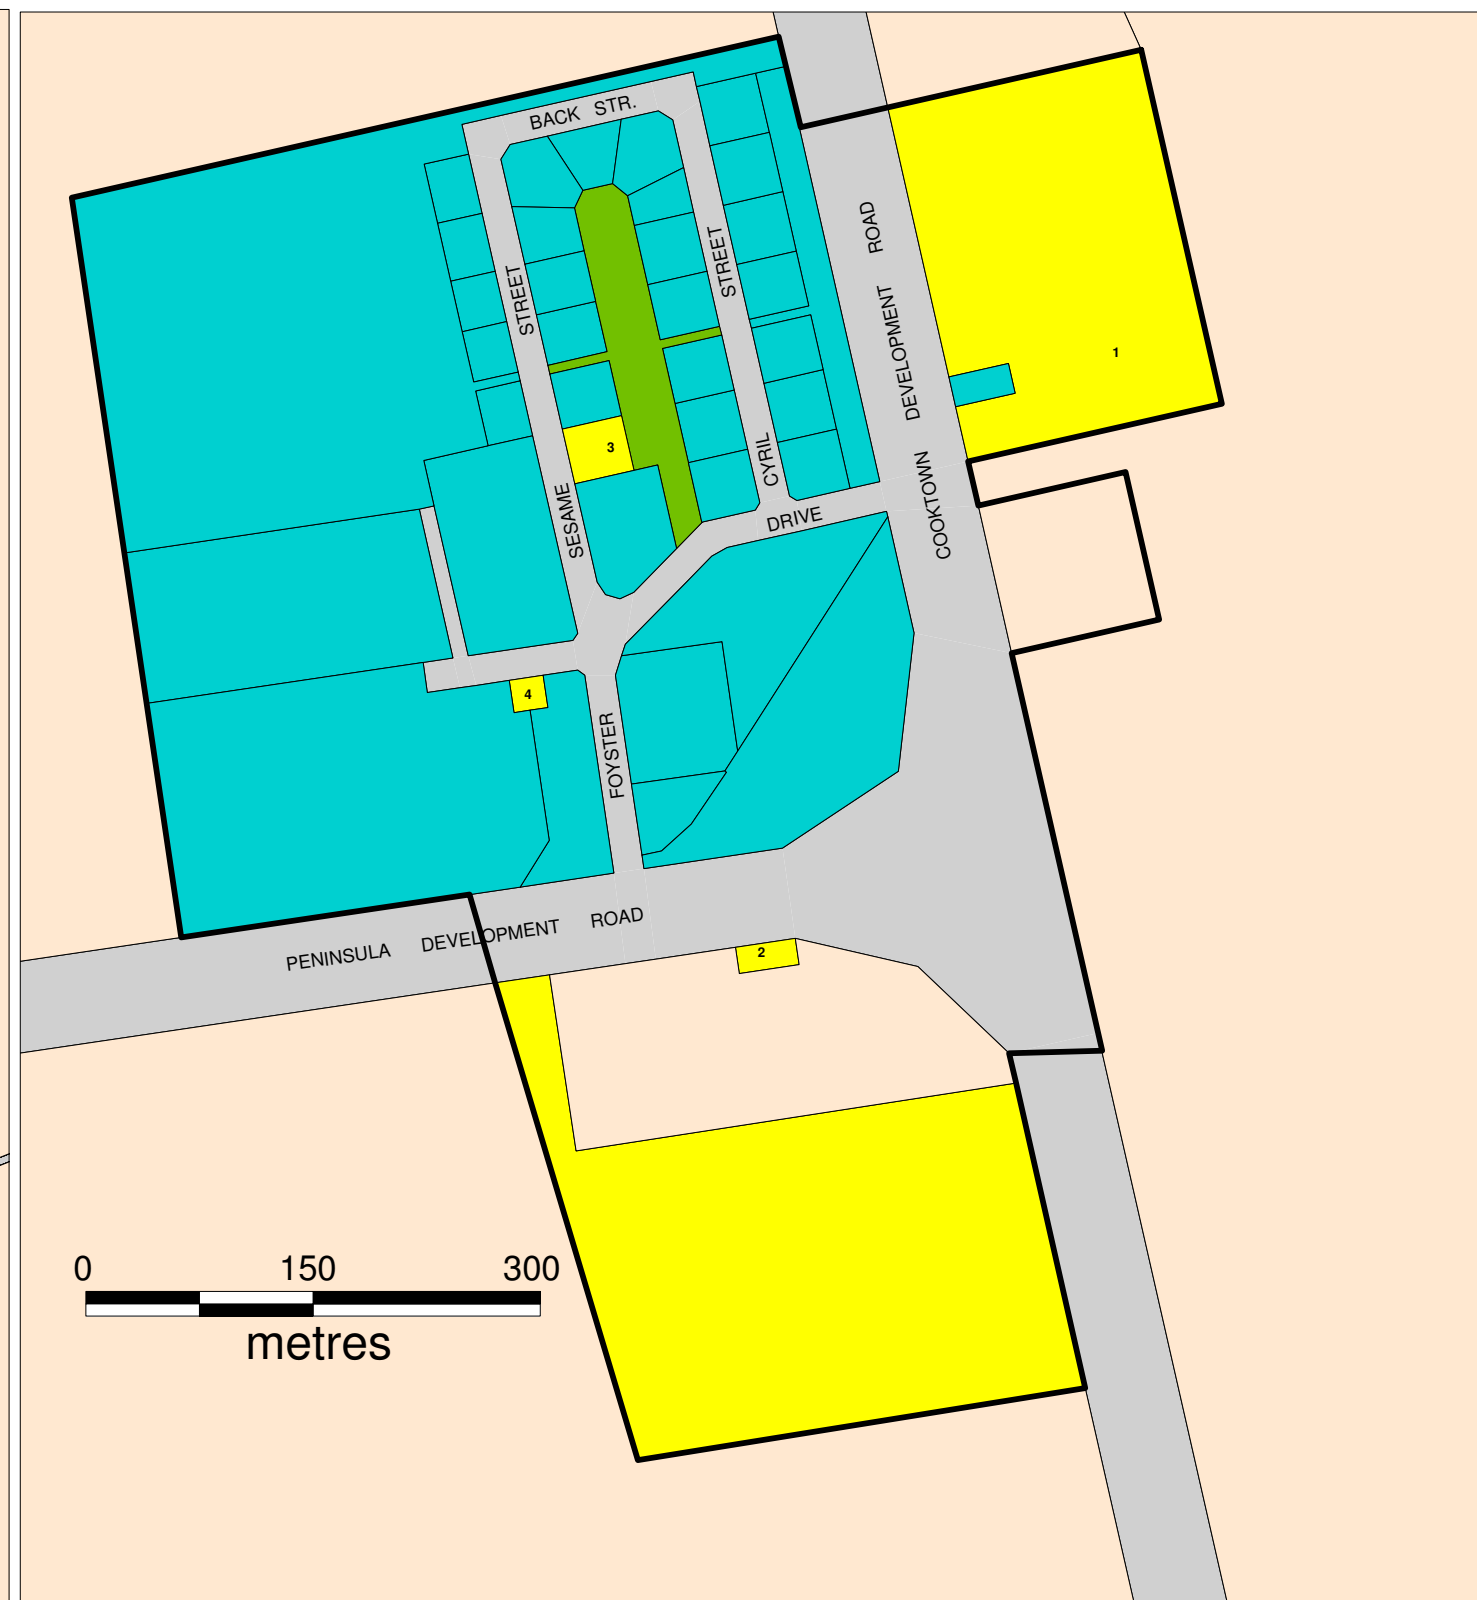 BACK STR.
STREET
STREET
ROAD
DEVELOPMENT
COOKTOWN
1
3
CYRIL
SESAME
DRIVE
4
FOYSTER
PENINSULA DEVELOPMENT ROAD
2
0 150 300
metres